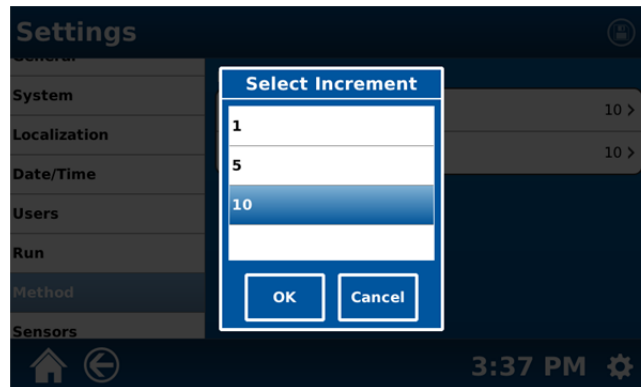 Settings
General
System
Localization
Date/Time
Users
Run
Method
Sensors
10 >
10 >
Select Increment
1
5
10
OK
Cancel
3:37 PM